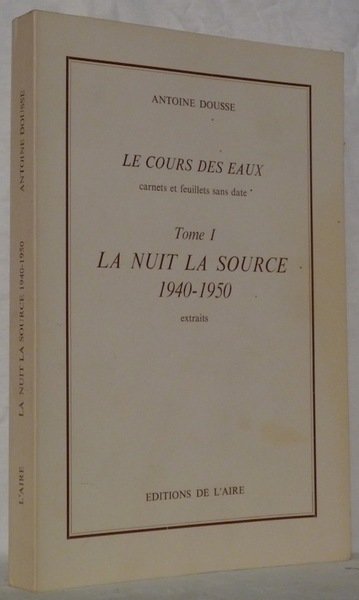 ANTOINE DOUSSE
LE COURS DES EAUX
carnets et feuillets sans date
Tome I
LA NUIT LA SOURCE
1940-1950
extraits
EDITIONS DE L'AIRE
L'AIRE LA NUIT LA SOURCE 1940-1950 ANTOINE DOUSSE